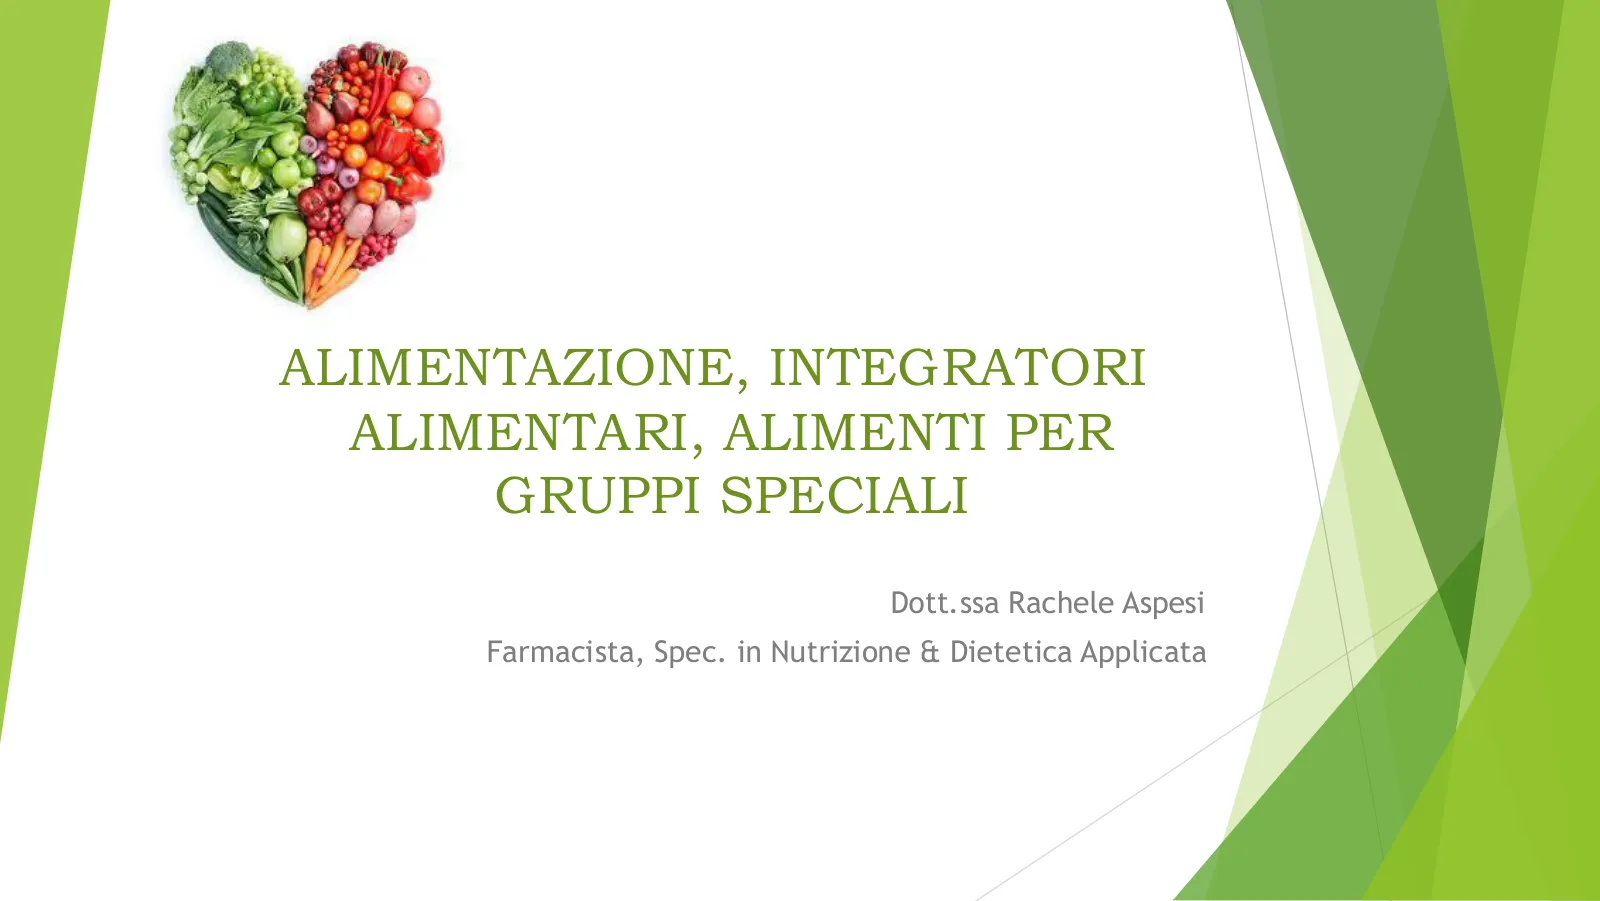 ALIMENTAZIONE, INTEGRATORI
ALIMENTARI, ALIMENTI PER
GRUPPI SPECIALI
Dott.ssa Rachele Aspesi
Farmacista, Spec. in Nutrizione & Dietetica Applicata